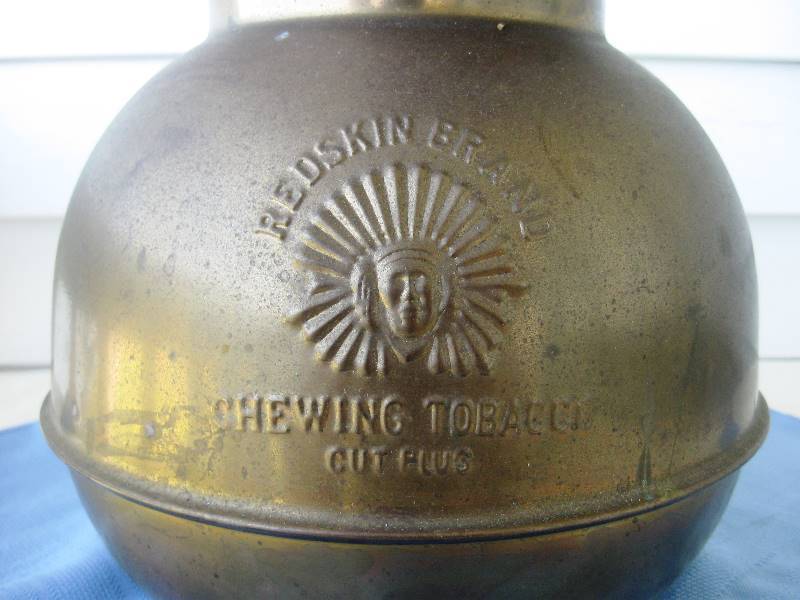 REDSKIN BRAND
CHEWING TOBACCO
CUT PLUG